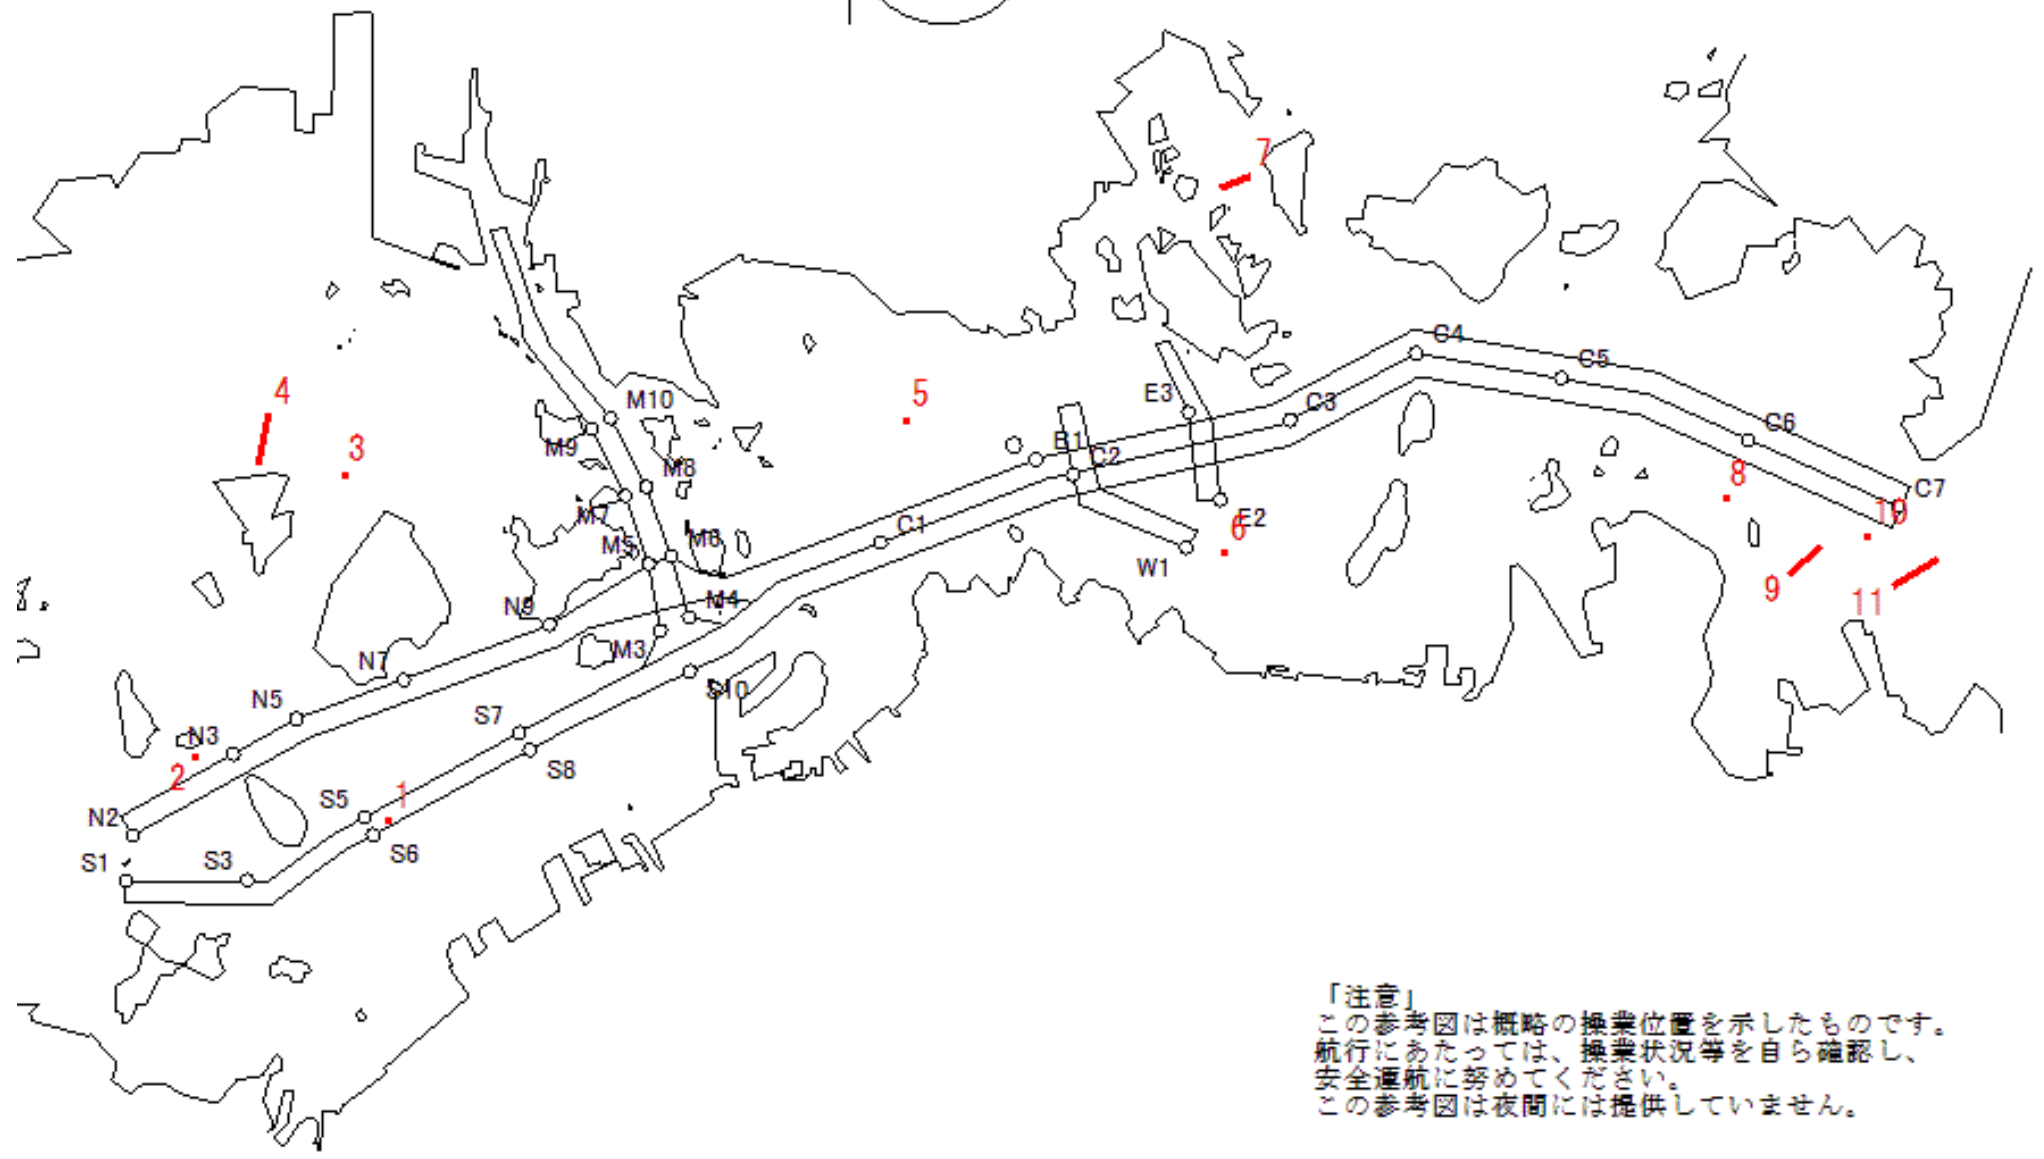 7
4
C4
C5
4
5
M10
E3
C3
3
M9
B1
C6
M8
C2
8
C7
M7
C1
10
M5
M6
6
E2
W1
9
11
N9
M4
N7
M3
N5
S10
N3
S7
2
S8
S5
1
N2
S6
S1
S3
「注意」
この参考図は概略の操業位置を示したものです。
航行にあたっては、操業状況等を自ら確認し、
安全運航に努めてください。
この参考図は夜間には提供していません。